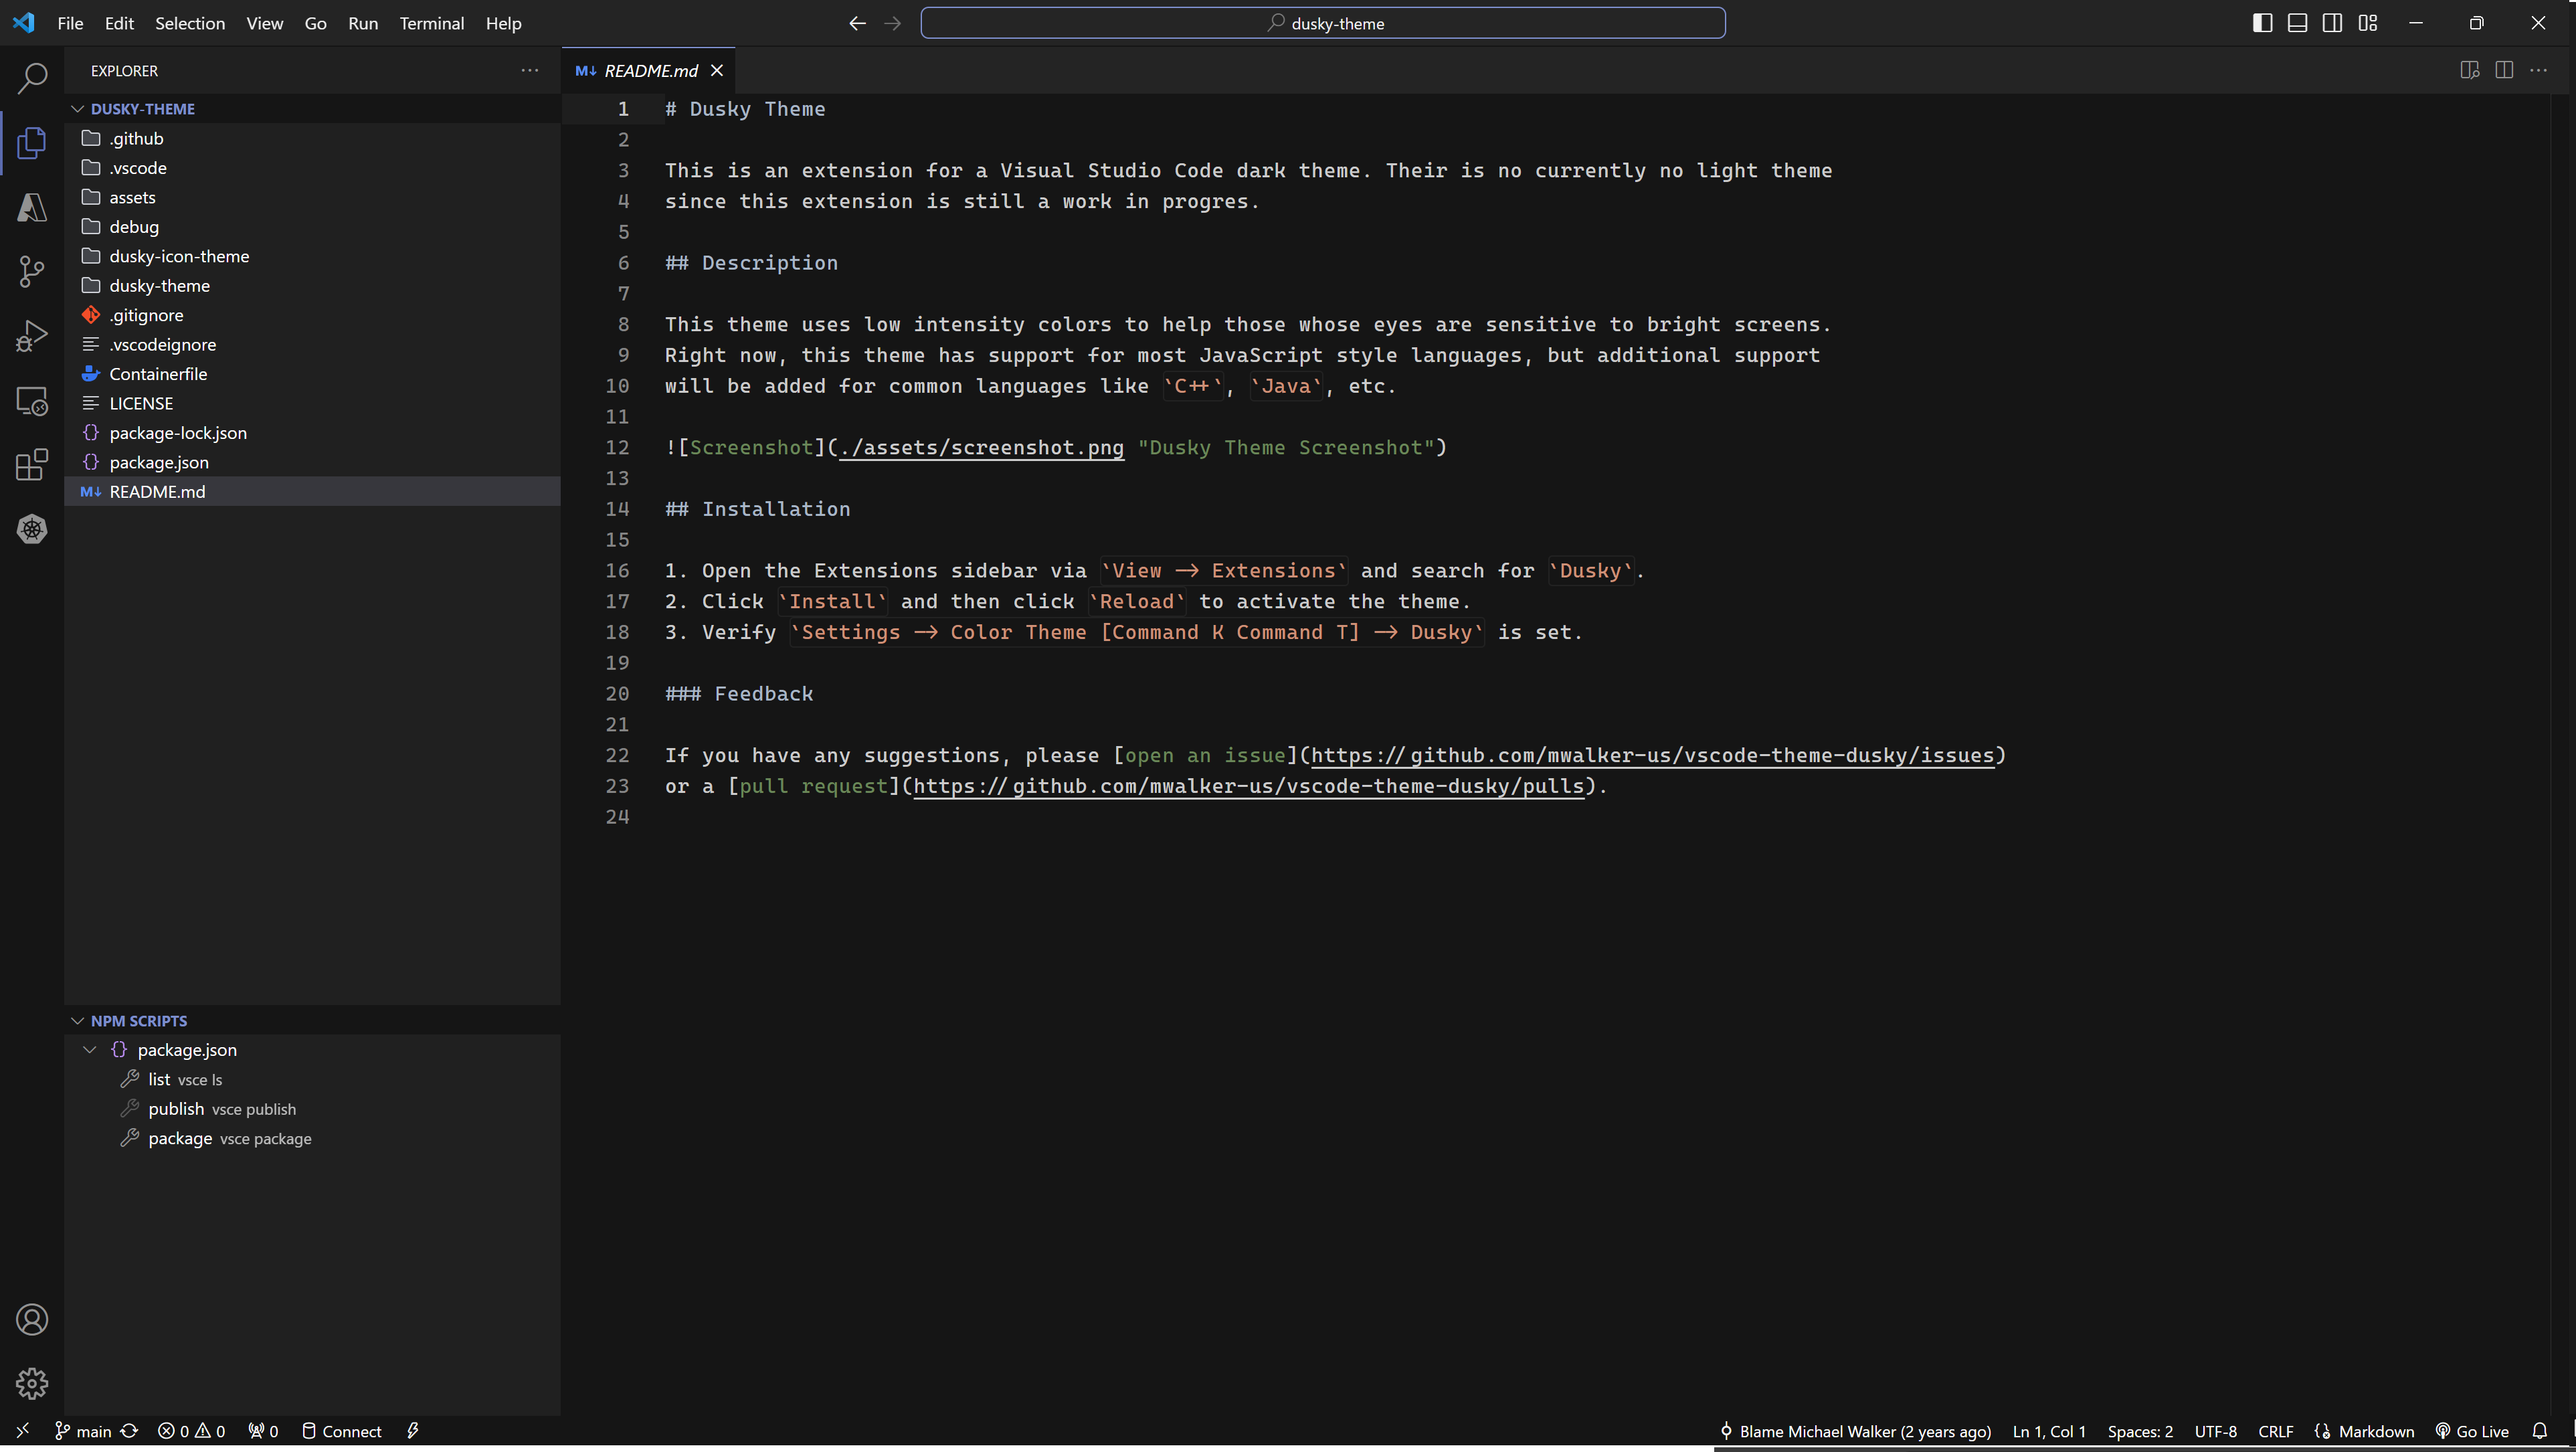 File Edit Selection View Go Run Terminal Help
dusky-theme
EXPLORER
DUSKY-THEME
.github
.vscode
assets
debug
dusky-icon-theme
dusky-theme
.gitignore
.vscodeignore
Containerfile
LICENSE
package-lock.json
package.json
README.md
NPM SCRIPTS
package.json
list vsce ls
publish vsce publish
package vsce package
README.md
1 # Dusky Theme
2
3 This is an extension for a Visual Studio Code dark theme. Their is no currently no light theme
4 since this extension is still a work in progres.
5
6 ## Description
7
8 This theme uses low intensity colors to help those whose eyes are sensitive to bright screens.
9 Right now, this theme has support for most JavaScript style languages, but additional support
10 will be added for common languages like `C++`, `Java`, etc.
11
12 ![Screenshot](./assets/screenshot.png "Dusky Theme Screenshot")
13
14 ## Installation
15
16 1. Open the Extensions sidebar via `View → Extensions` and search for `Dusky`.
17 2. Click `Install` and then click `Reload` to activate the theme.
18 3. Verify `Settings → Color Theme [Command K Command T] → Dusky` is set.
19
20 ### Feedback
21
22 If you have any suggestions, please [open an issue](https://github.com/mwalker-us/vscode-theme-dusky/issues)
23 or a [pull request](https://github.com/mwalker-us/vscode-theme-dusky/pulls).
24
main 0 0 0 Connect Blame Michael Walker (2 years ago) Ln 1, Col 1 Spaces: 2 UTF-8 CRLF Markdown Go Live